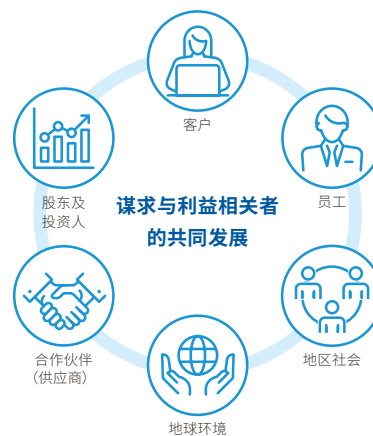 客户
员工
股东及
投资人
谋求与利益相关者
的共同发展
合作伙伴
（供应商）
地区社会
地球环境